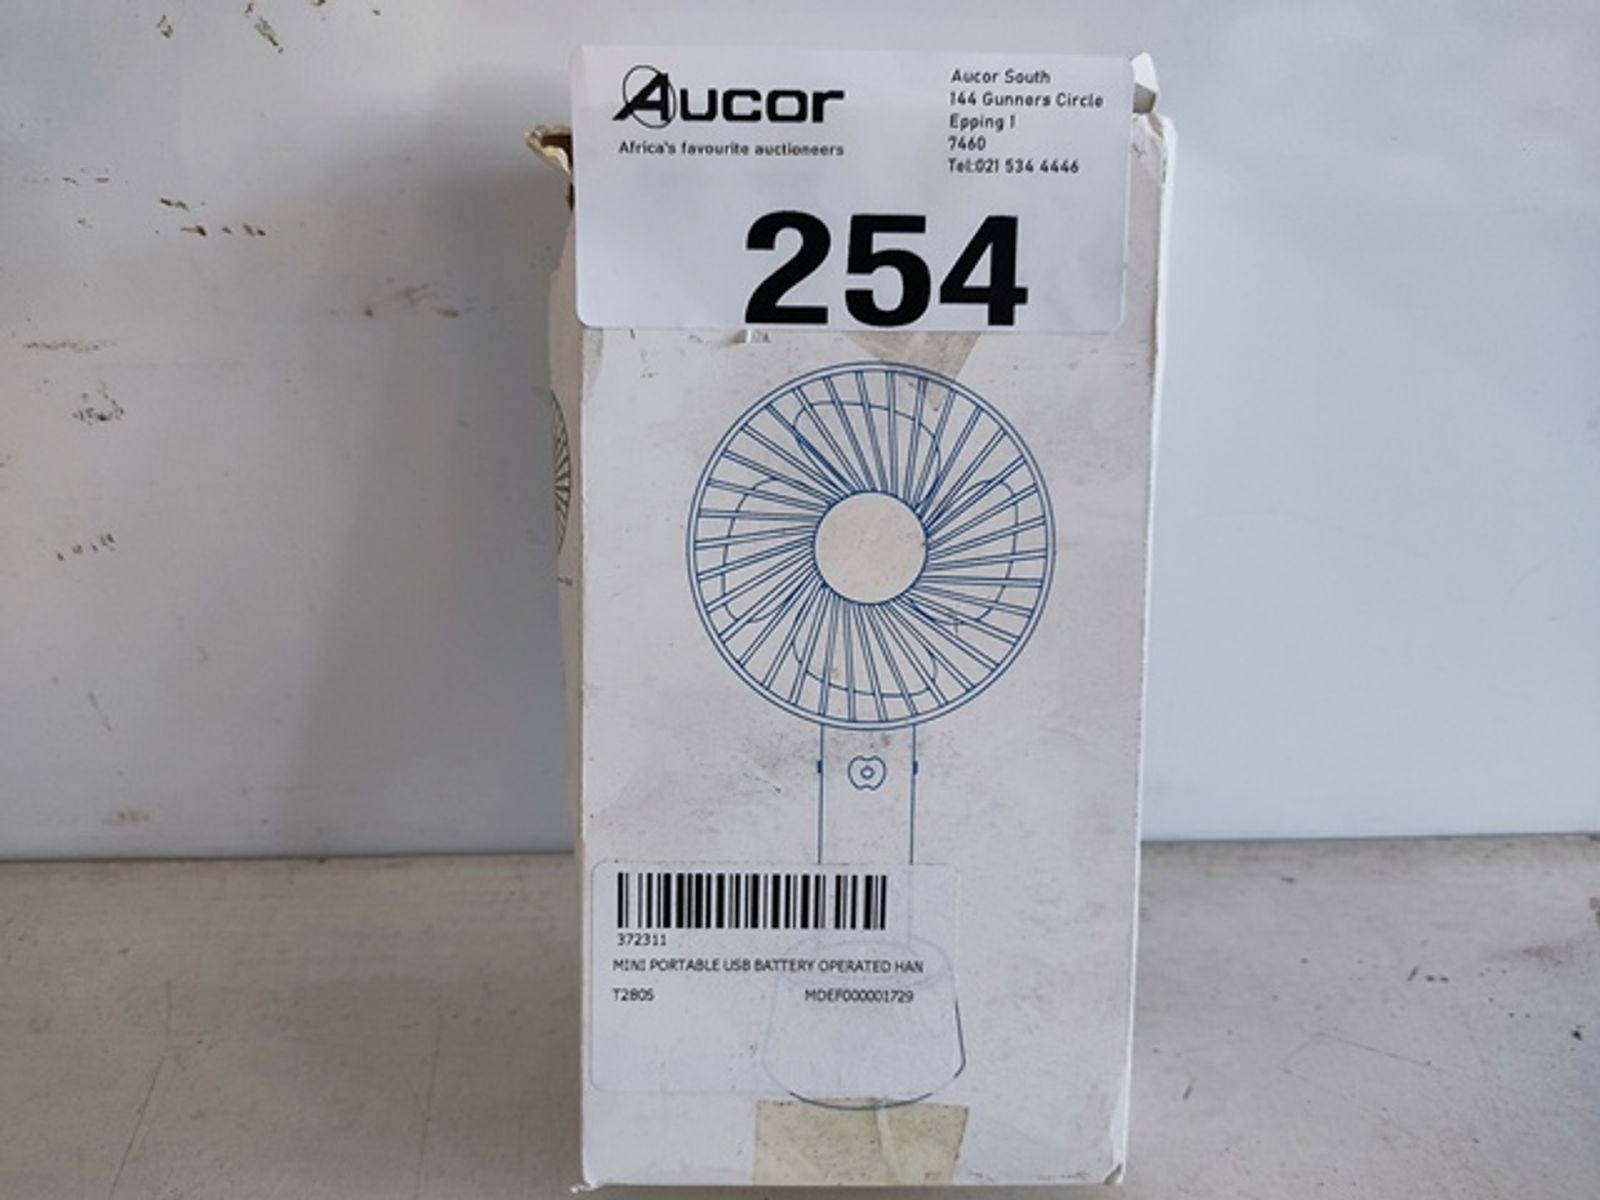 Aucor
Africa's favourite auctioneers
Aucor South
144 Gunners Circle
Epping 1
7460
Tel:021 534 4446
254
372311
MINI PORTABLE USB BATTERY OPERATED HAN
T280S MDEF000001729